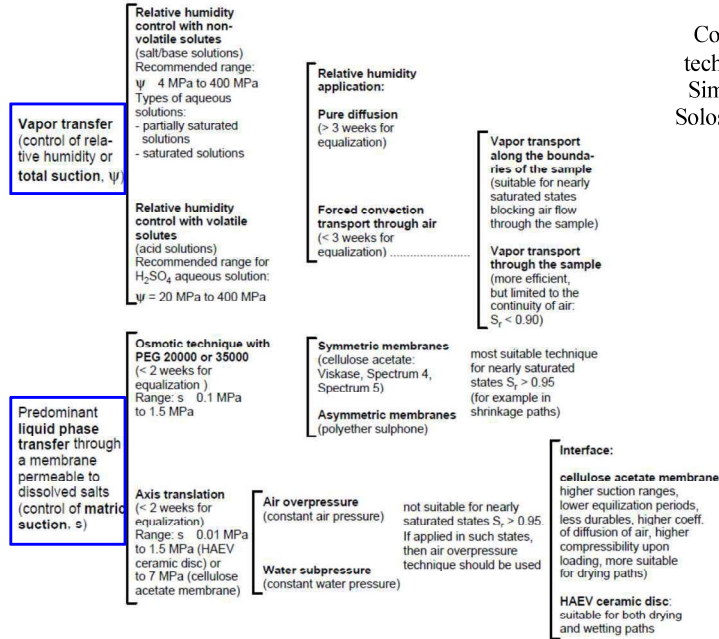 Relative humidity
control with non-
volatile solutes
(salt/base solutions)
Recommended range:
ψ 4 MPa to 400 MPa
Types of aqueous
solutions:
- partially saturated
solutions
- saturated solutions
Vapor transfer
(control of rela-
tive humidity or
total suction, ψ)
Relative humidity
control with volatile
solutes
(acid solutions)
Recommended range for
H₂SO₄ aqueous solution:
ψ = 20 MPa to 400 MPa
Relative humidity
application:
Pure diffusion
(> 3 weeks for
equalization)
Forced convection
transport through air
(< 3 weeks for
equalization) ........................
Vapor transport
along the bounda-
ries of the sample
(suitable for nearly
saturated states
blocking air flow
through the sample)
Vapor transport
through the sample
(more efficient,
but limited to the
continuity of air:
Sᵣ < 0.90)
Co
tech
Sim
Solos
Predominant
liquid phase
transfer through
a membrane
permeable to
dissolved salts
(control of matric
suction, s)
Osmotic technique with
PEG 20000 or 35000
(< 2 weeks for
equalization )
Range: s 0.1 MPa
to 1.5 MPa
Symmetric membranes
(cellulose acetate:
Viskase, Spectrum 4,
Spectrum 5)
Asymmetric membranes
(polyether sulphone)
most suitable technique
for nearly saturated
states Sᵣ > 0.95
(for example in
shrinkage paths)
Axis translation
(< 2 weeks for
equalization)
Range: s 0.01 MPa
to 1.5 MPa (HAEV
ceramic disc) or
to 7 MPa (cellulose
acetate membrane)
Air overpressure
(constant air pressure)
Water subpressure
(constant water pressure)
not suitable for nearly
saturated states Sᵣ > 0.95.
If applied in such states,
then air overpressure
technique should be used
Interface:
cellulose acetate membrane
higher suction ranges,
lower equilization periods,
less durables, higher coeff.
of diffusion of air, higher
compressibility upon
loading, more suitable
for drying paths)
HAEV ceramic disc:
suitable for both drying
and wetting paths